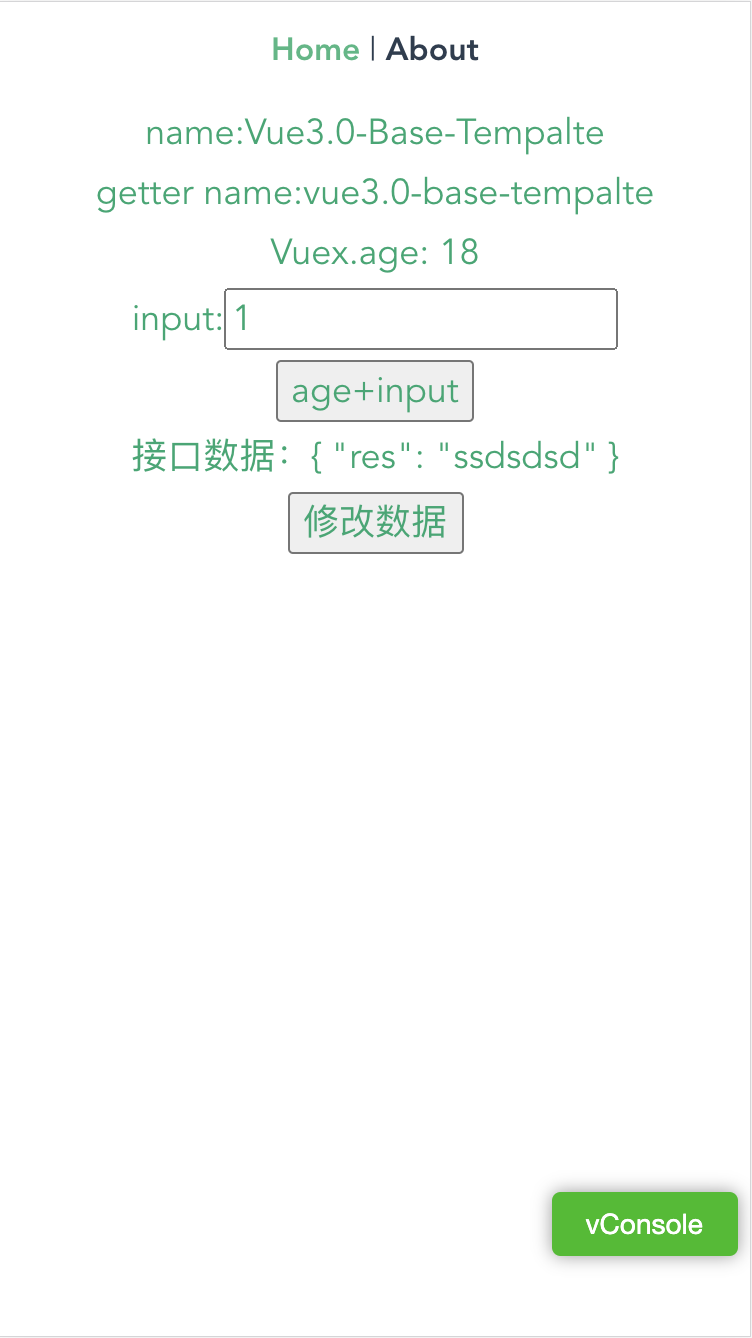 Home | About
name:Vue3.0-Base-Tempalte
getter name:vue3.0-base-tempalte
Vuex.age: 18
input: 1
age+input
接口数据：{ "res": "ssdsdsd" }
修改数据
vConsole